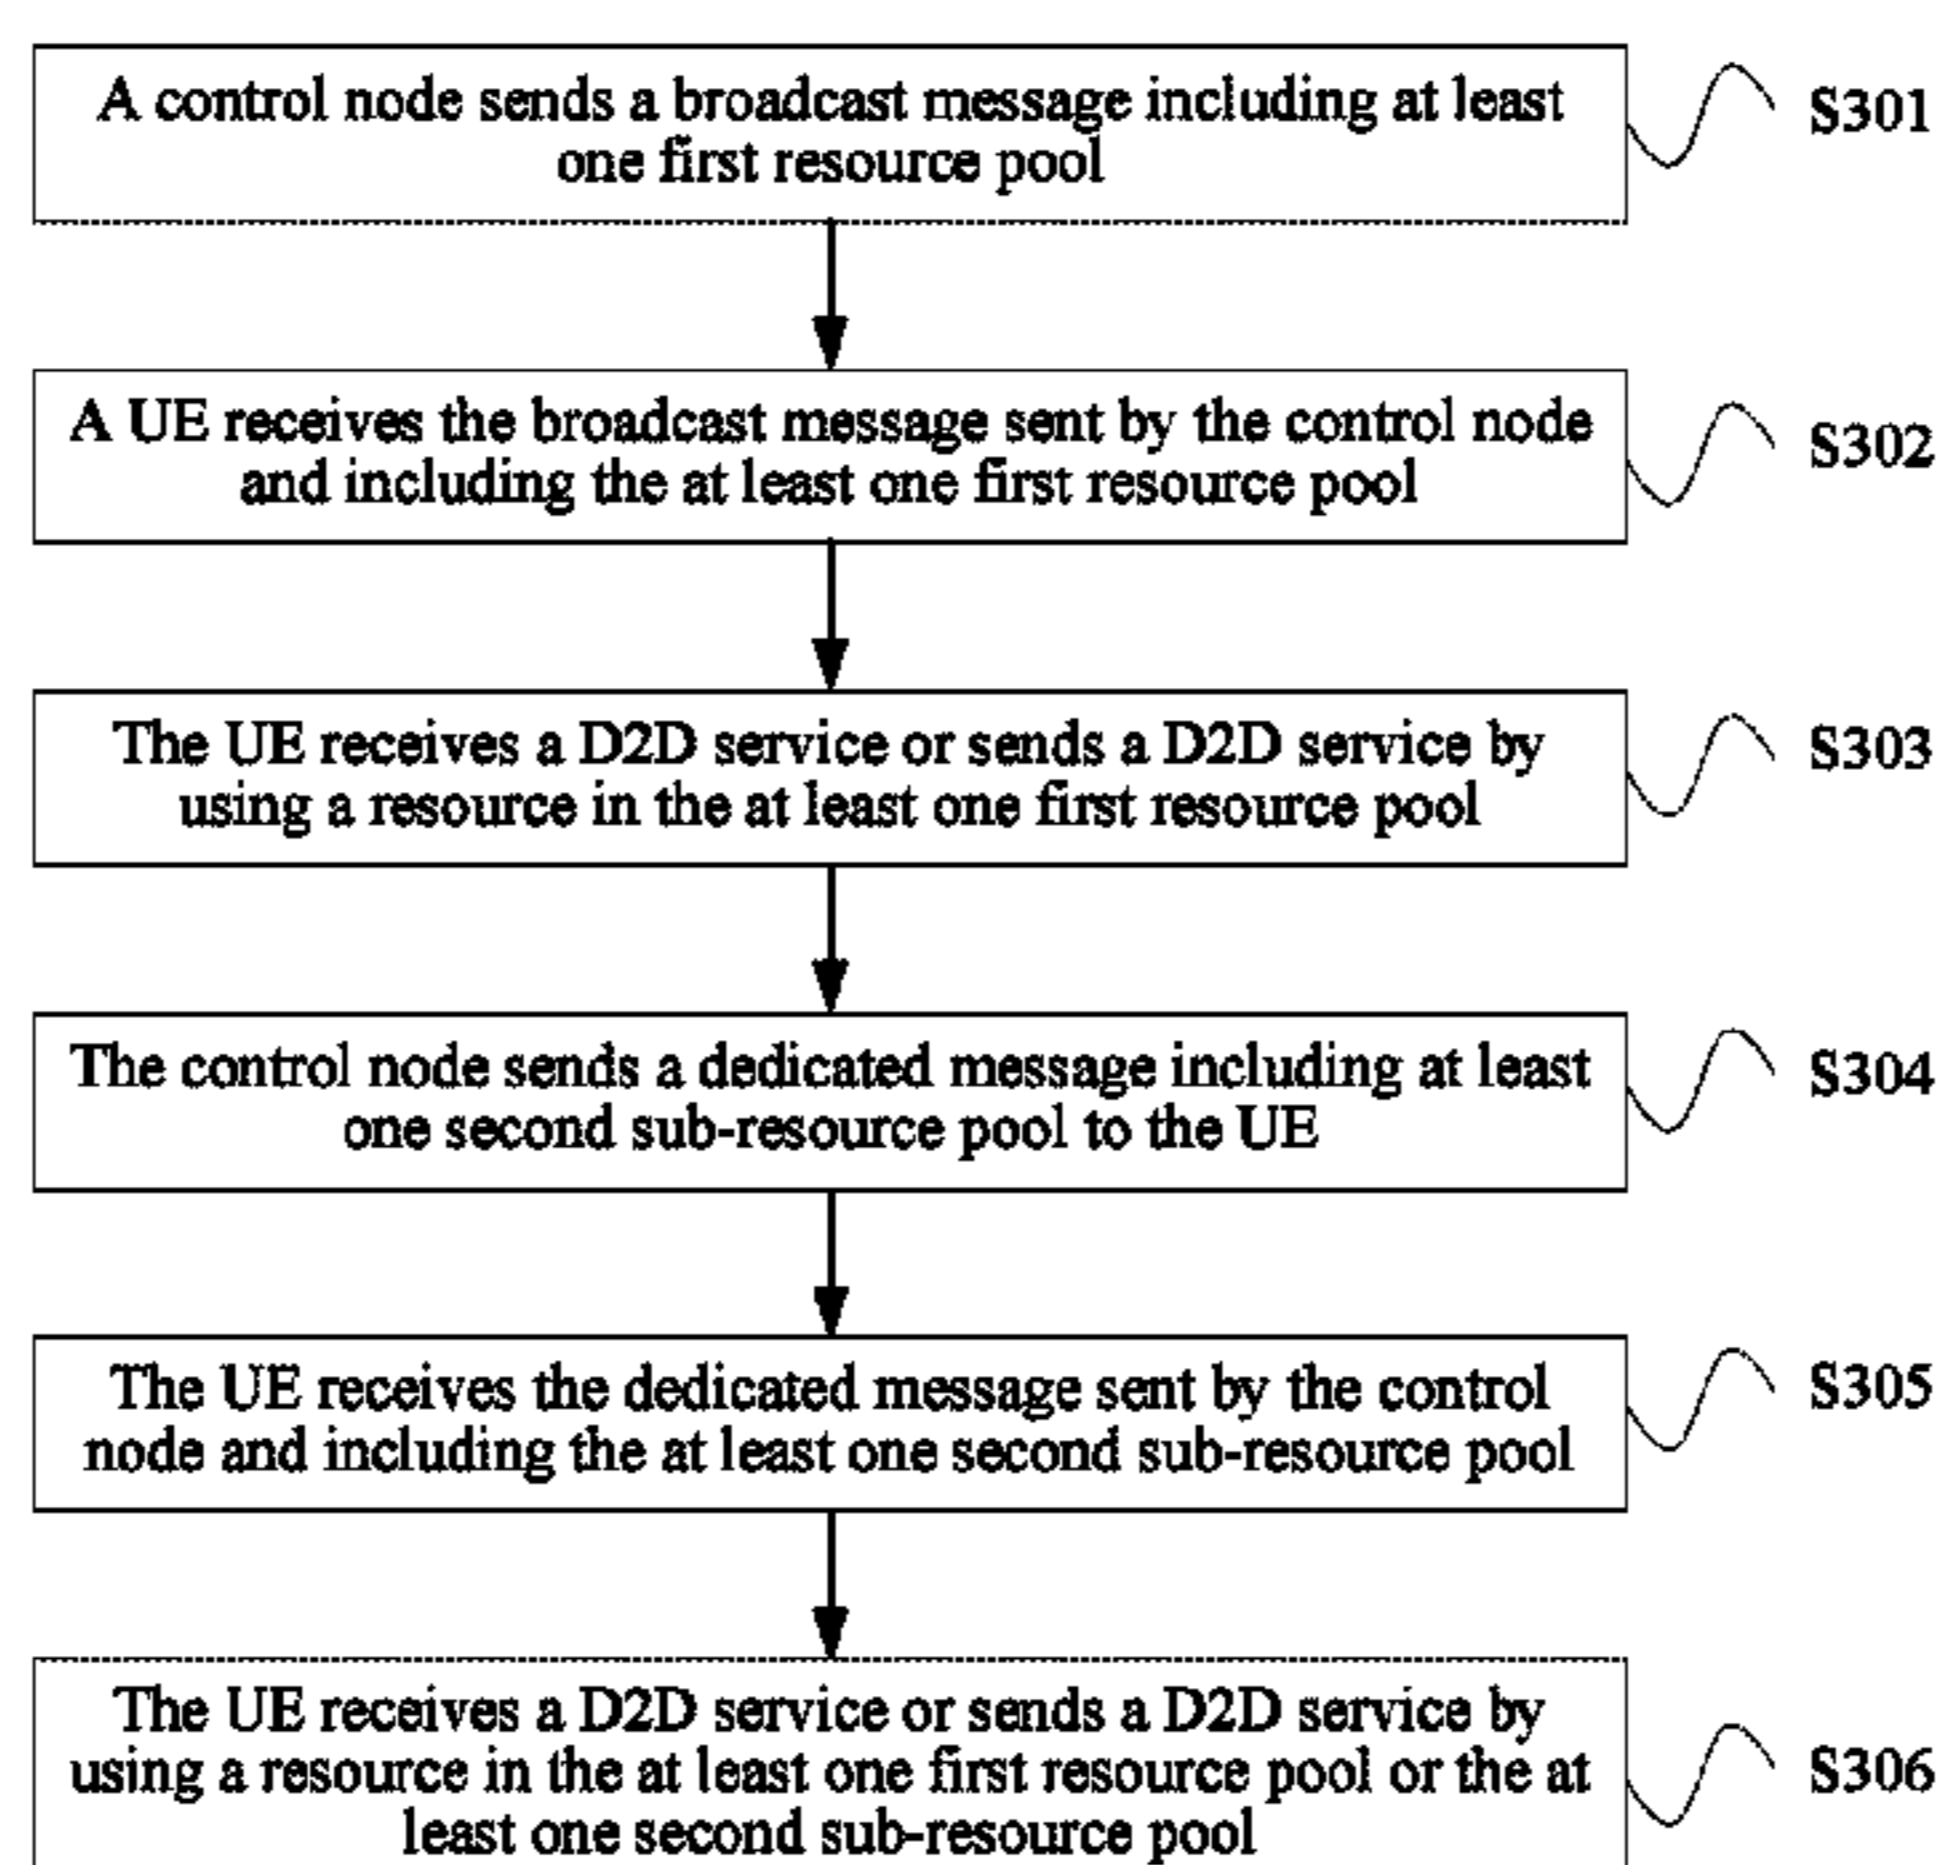 A control node sends a broadcast message including at least
one first resource pool
S301
A UE receives the broadcast message sent by the control node
and including the at least one first resource pool
S302
The UE receives a D2D service or sends a D2D service by
using a resource in the at least one first resource pool
S303
The control node sends a dedicated message including at least
one second sub-resource pool to the UE
S304
The UE receives the dedicated message sent by the control
node and including the at least one second sub-resource pool
S305
The UE receives a D2D service or sends a D2D service by
using a resource in the at least one first resource pool or the at
least one second sub-resource pool
S306